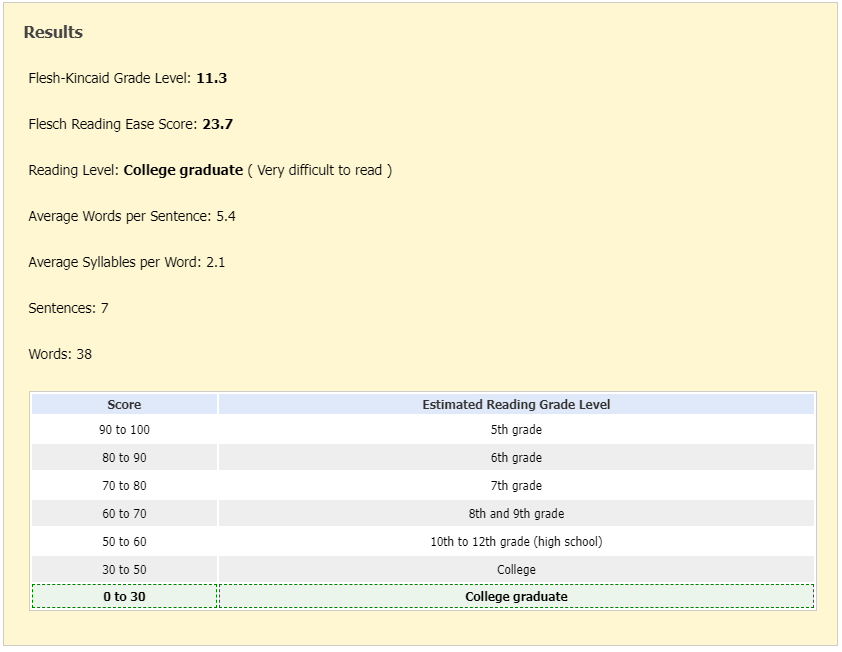 Results
Flesh-Kincaid Grade Level: 11.3
Flesch Reading Ease Score: 23.7
Reading Level: College graduate ( Very difficult to read )
Average Words per Sentence: 5.4
Average Syllables per Word: 2.1
Sentences: 7
Words: 38
Score Estimated Reading Grade Level
90 to 100 5th grade
80 to 90 6th grade
70 to 80 7th grade
60 to 70 8th and 9th grade
50 to 60 10th to 12th grade (high school)
30 to 50 College
0 to 30 College graduate